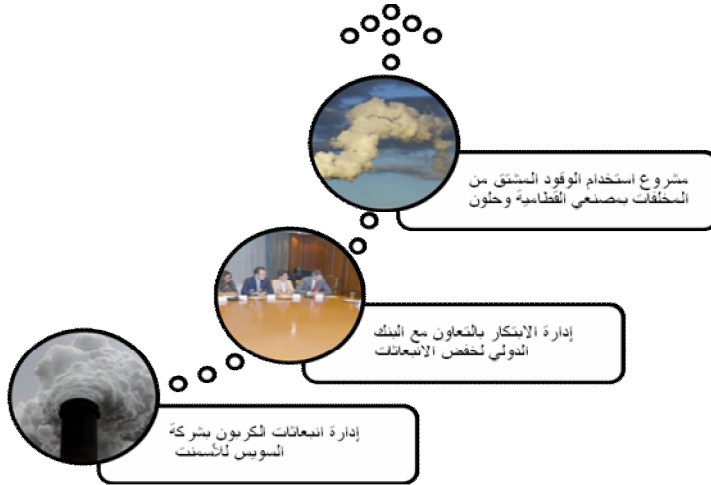 مشروع استخدام الوقود المشتق من
المخلفات بمصنعي القطامية وحلون
إدارة الابتكار بالتعاون مع البنك
الدولي لخفض الانبعاثات
إدارة انبعاثات الكربون بشركة
السويس للأسمنت